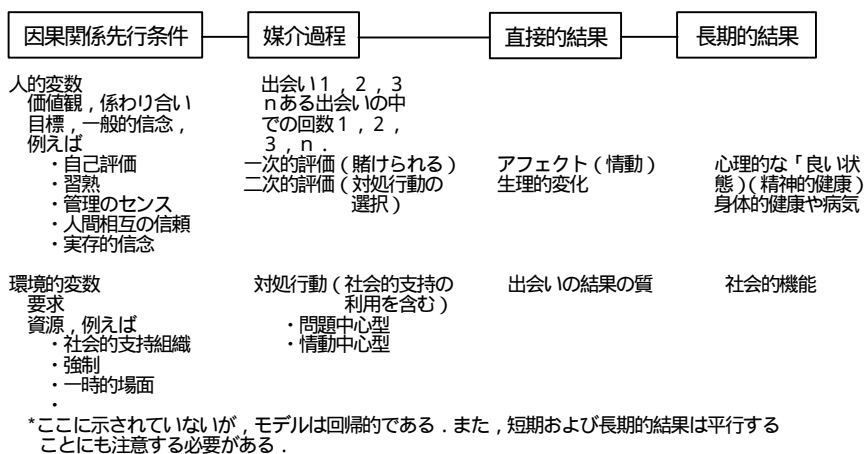 因果関係先行条件 媒介過程 直接的結果 長期的結果
人的変数
価値観，係わり合い
目標，一般的信念，
例えば
・自己評価
・習熟
・管理のセンス
・人間相互の信頼
・実存的信念
出会い1，2，3
nある出会いの中
での回数1，2，
3，n．
一次的評価（賭けられる）
二次的評価（対処行動の
選択）
アフェクト（情動）
生理的変化
心理的な「良い状
態」（精神的健康）
身体的健康や病気
環境的変数
要求
資源，例えば
・社会的支持組織
・強制
・一時的場面
・
対処行動（社会的支持の
利用を含む）
・問題中心型
・情動中心型
出会いの結果の質
社会的機能
*ここに示されていないが，モデルは回帰的である．また，短期および長期的結果は平行する
ことにも注意する必要がある．